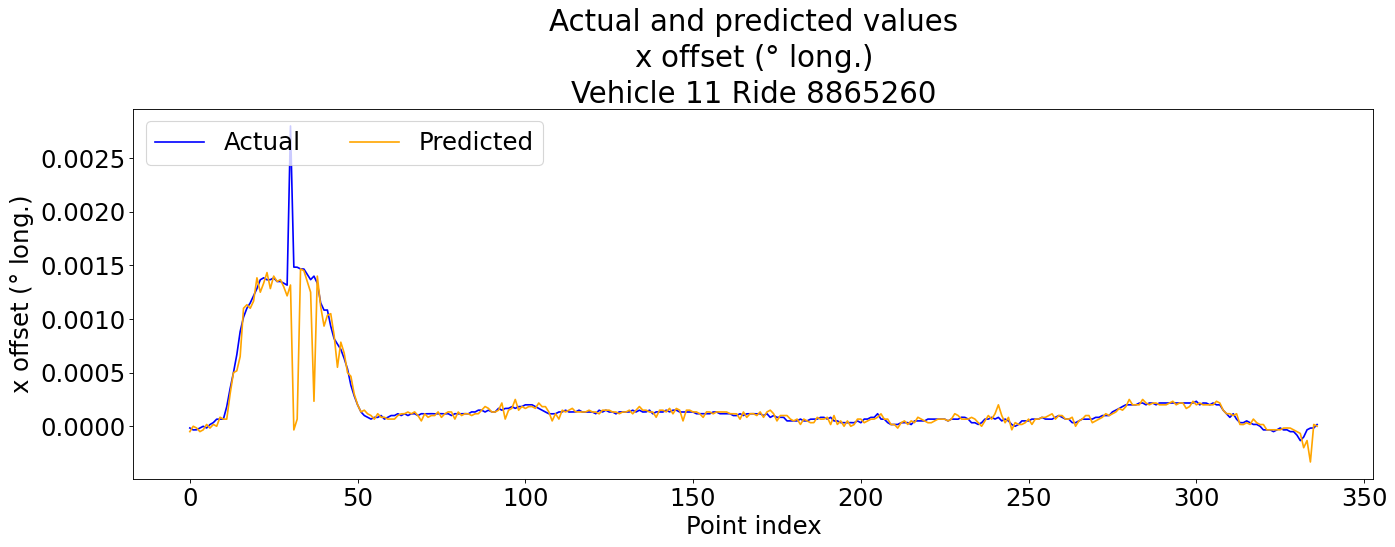 Actual and predicted values
x offset (° long.)
Vehicle 11 Ride 8865260
Actual Predicted
x offset (° long.)
0.0025
0.0020
0.0015
0.0010
0.0005
0.0000
0 50 100 150 200 250 300 350
Point index